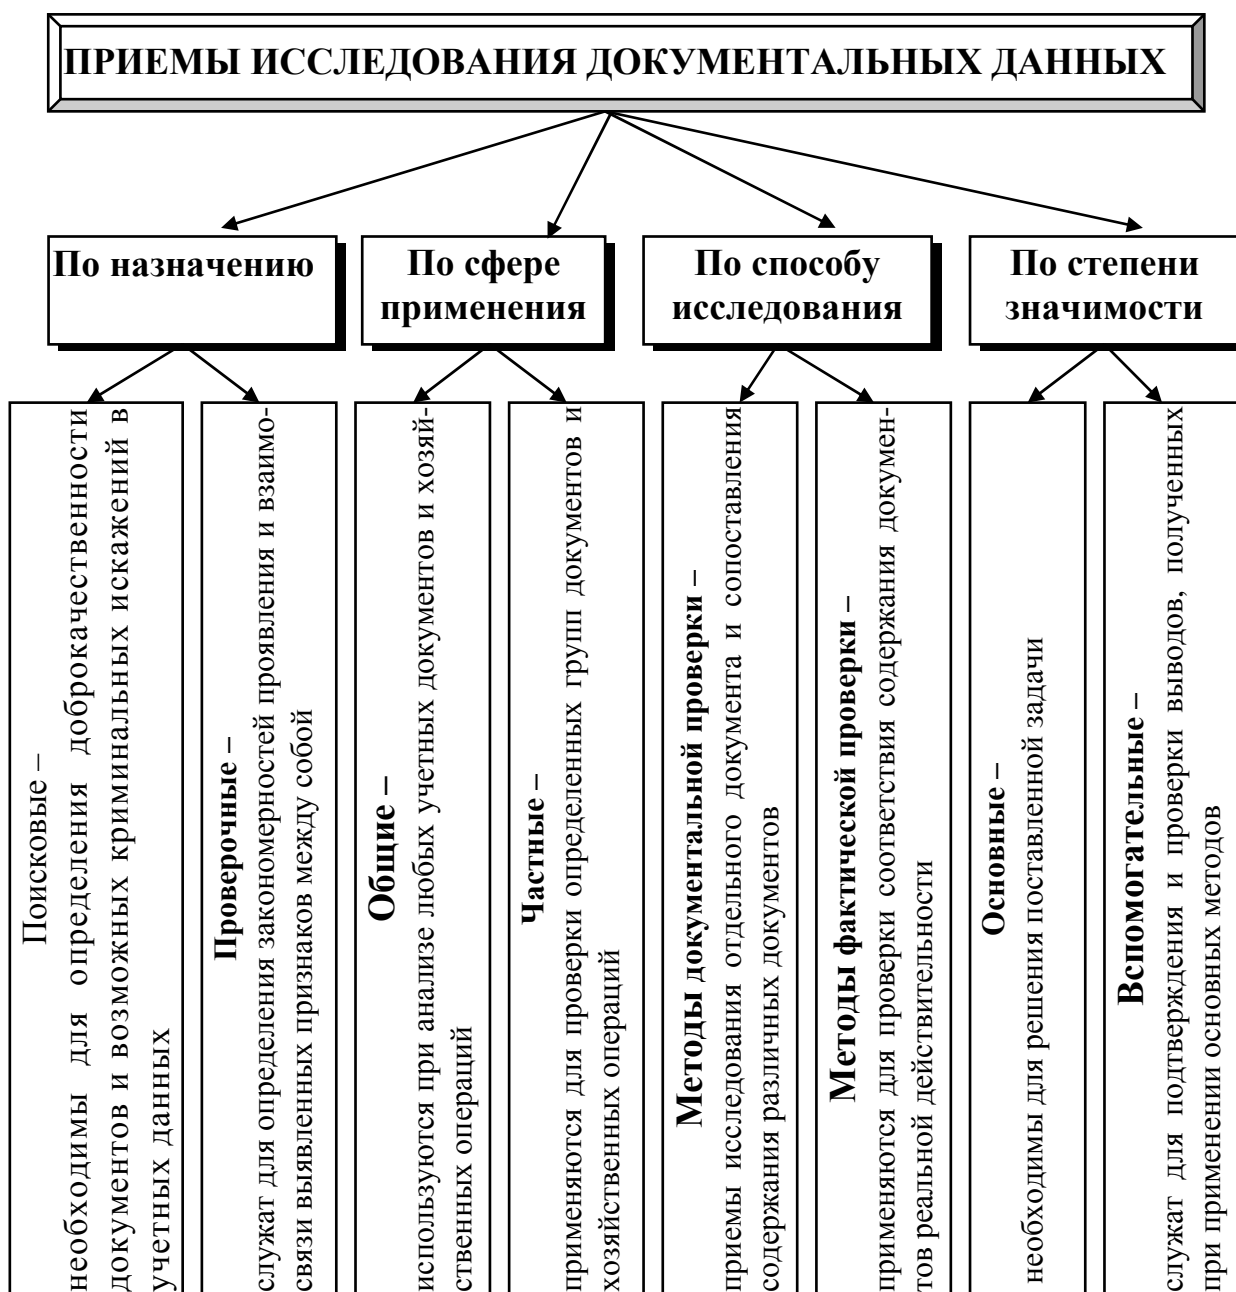 ПРИЕМЫ ИССЛЕДОВАНИЯ ДОКУМЕНТАЛЬНЫХ ДАННЫХ
По назначению
По сфере
применения
По способу
исследования
По степени
значимости
Поисковые –
необходимы для определения доброкачественности
документов и возможных криминальных искажений в
учетных данных
Проверочные –
служат для определения закономерностей проявления и взаимо-
связи выявленных признаков между собой
Общие –
используются при анализе любых учетных документов и хозяй-
ственных операций
Частные –
применяются для проверки определенных групп документов и
хозяйственных операций
Методы документальной проверки –
приемы исследования отдельного документа и сопоставления
содержания различных документов
Методы фактической проверки –
применяются для проверки соответствия содержания докумен-
тов реальной действительности
Основные –
необходимы для решения поставленной задачи
Вспомогательные –
служат для подтверждения и проверки выводов, полученных
при применении основных методов